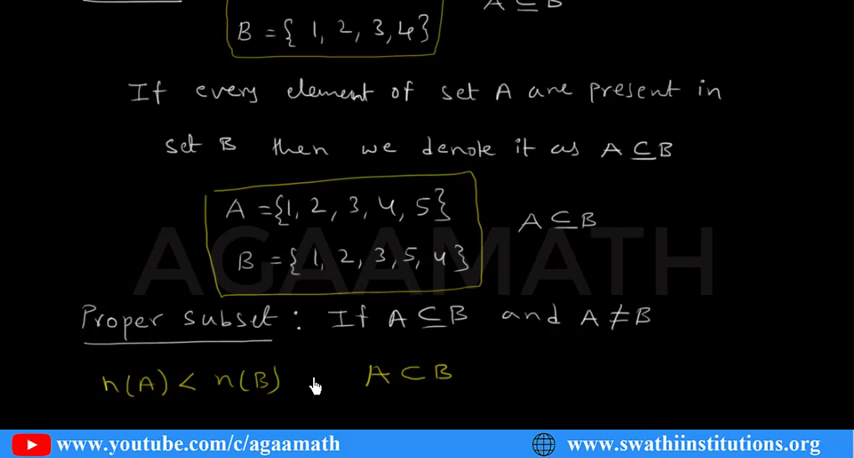 A ⊆ B
B = { 1, 2, 3, 4 }
If every element of set A are present in
set B then we denote it as A ⊆ B
A = {1, 2, 3, 4, 5}
A ⊆ B
B = { 1, 2, 3, 5, 4 }
AGAAMATH
Proper subset : If A ⊆ B and A ≠ B
n(A) < n(B) A ⊂ B
www.youtube.com/c/agaamath www.swathiinstitutions.org